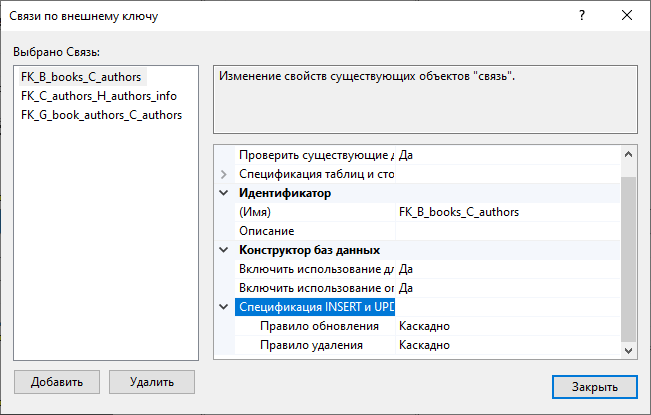 Связи по внешнему ключу
?
Выбрано Связь:
FK_B_books_C_authors
FK_C_authors_H_authors_info
FK_G_book_authors_C_authors
Изменение свойств существующих объектов "связь".
Проверить существующие д Да
Спецификация таблиц и сто
Идентификатор
(Имя) FK_B_books_C_authors
Описание
Конструктор баз данных
Включить использование дл Да
Включить использование ог Да
Спецификация INSERT и UPD
Правило обновления Каскадно
Правило удаления Каскадно
Добавить Удалить
Закрыть